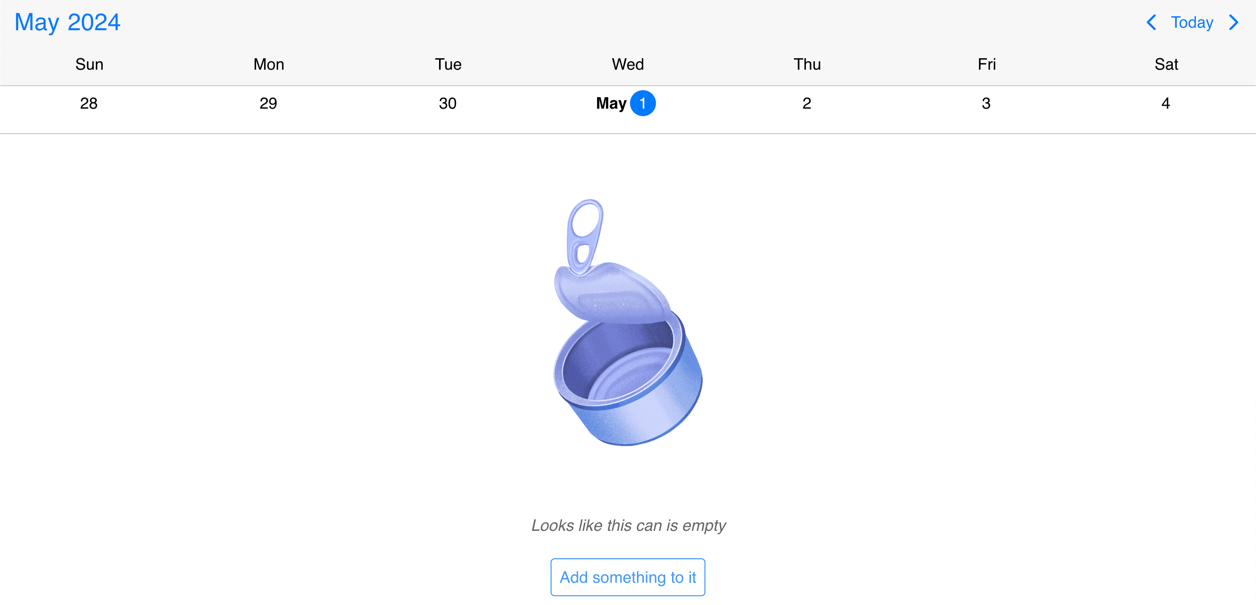 May 2024 Today
Sun Mon Tue Wed Thu Fri Sat
28 29 30 May 1 2 3 4
Looks like this can is empty
Add something to it